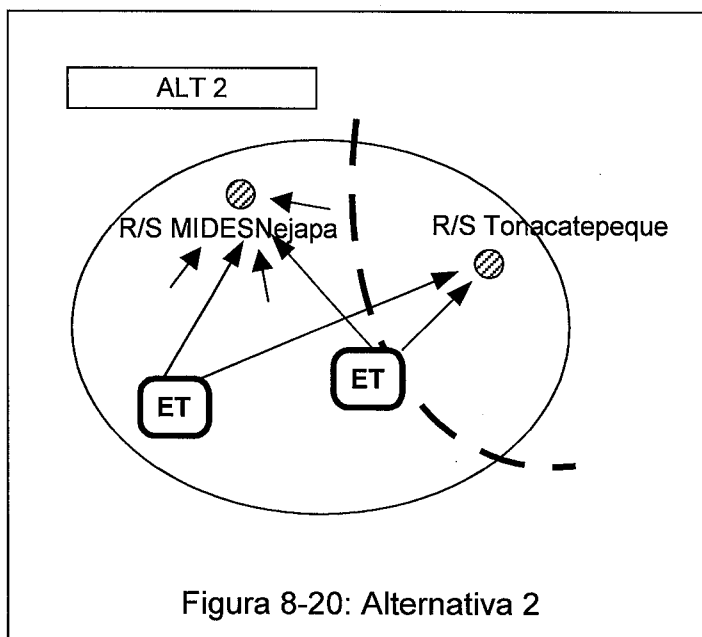 ALT 2
R/S MIDESNejapa
R/S Tonacatepeque
ET
ET
Figura 8-20: Alternativa 2